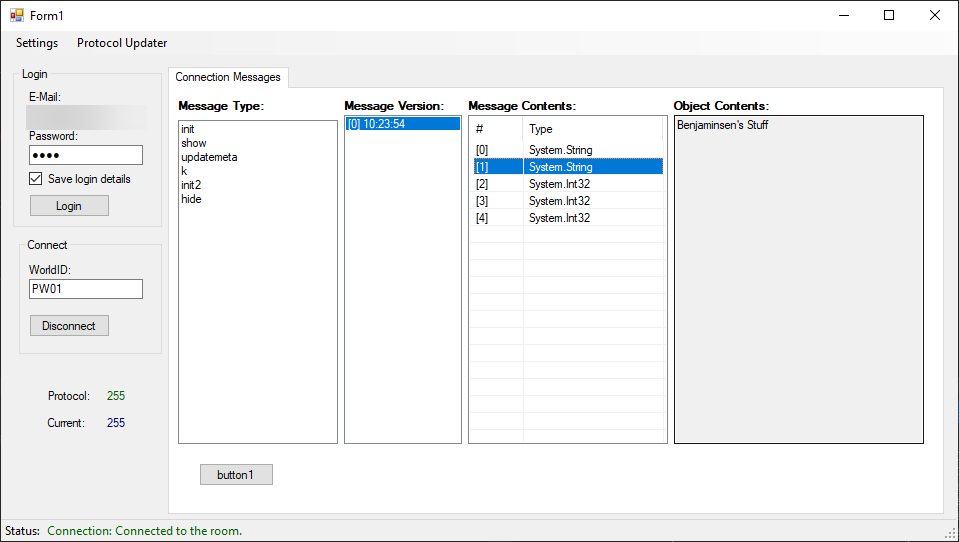 Form1
Settings Protocol Updater
Login
E-Mail:
Password:
●●●●
Save login details
Login
Connect
WorldID:
PW01
Disconnect
Protocol: 255
Current: 255
Connection Messages
Message Type:
init
show
updatemeta
k
init2
hide
Message Version:
[0] 10:23:54
Message Contents:
# Type
[0] System.String
[1] System.String
[2] System.Int32
[3] System.Int32
[4] System.Int32
Object Contents:
Benjaminsen's Stuff
button1
Status: Connection: Connected to the room.